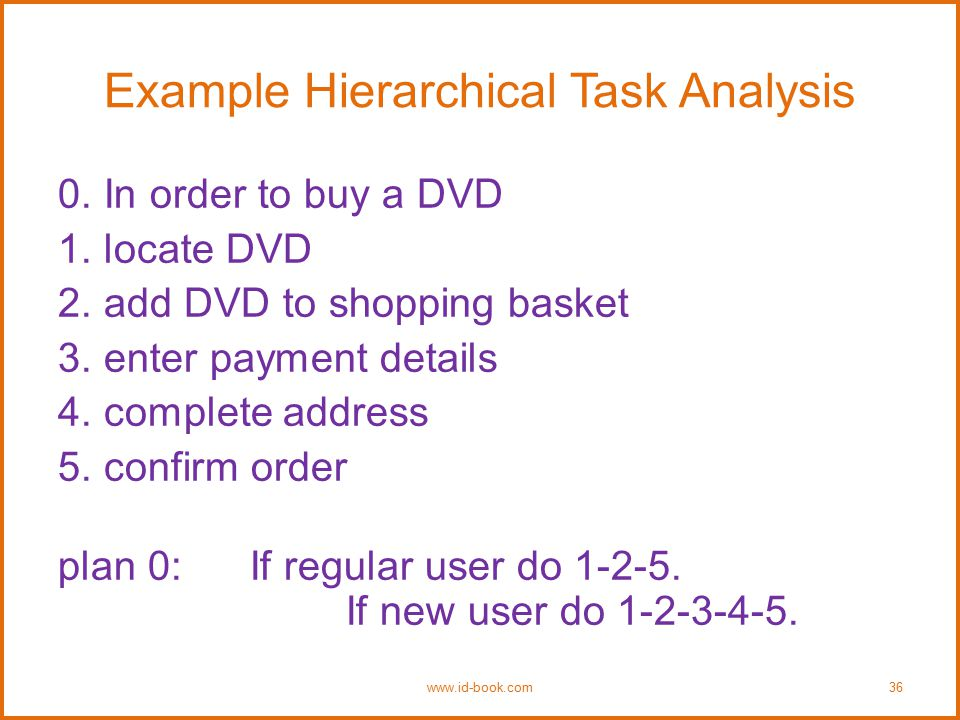 Example Hierarchical Task Analysis
0. In order to buy a DVD
1. locate DVD
2. add DVD to shopping basket
3. enter payment details
4. complete address
5. confirm order
plan 0: If regular user do 1-2-5.
If new user do 1-2-3-4-5.
www.id-book.com 36